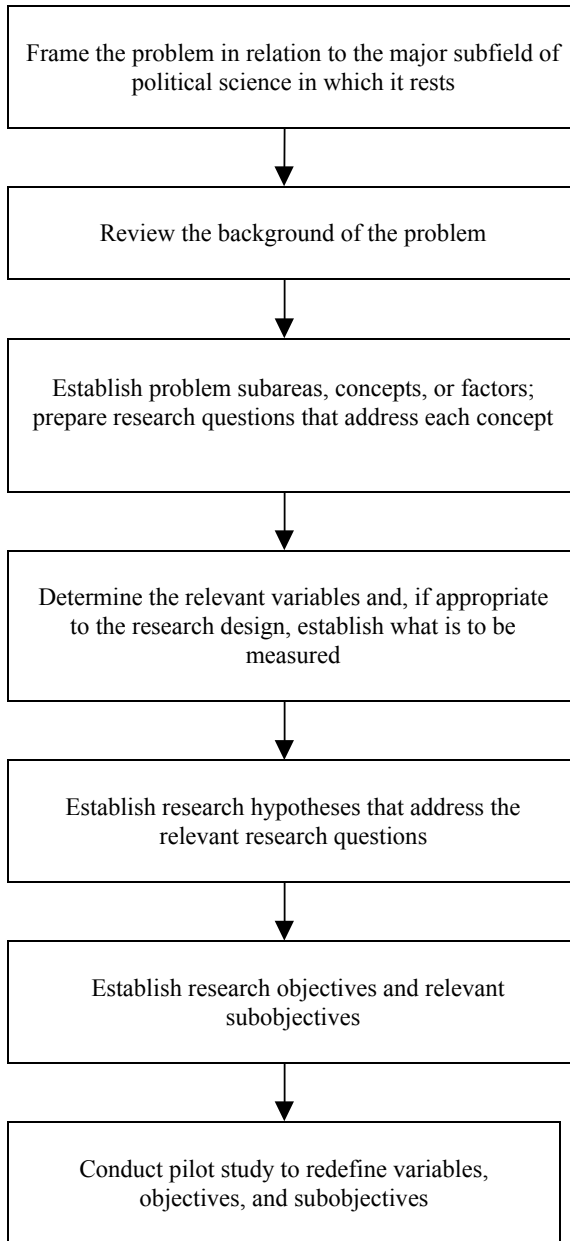 Frame the problem in relation to the major subfield of
political science in which it rests
Review the background of the problem
Establish problem subareas, concepts, or factors;
prepare research questions that address each concept
Determine the relevant variables and, if appropriate
to the research design, establish what is to be
measured
Establish research hypotheses that address the
relevant research questions
Establish research objectives and relevant
subobjectives
Conduct pilot study to redefine variables,
objectives, and subobjectives